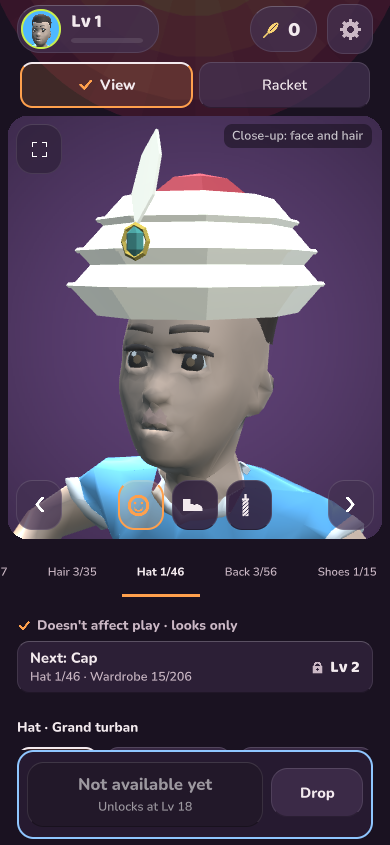 Lv 1
0
View
Racket
Close-up: face and hair
7
Hair 3/35
Hat 1/46
Back 3/56
Shoes 1/15
Doesn't affect play · looks only
Next: Cap
Hat 1/46 · Wardrobe 15/206
Lv 2
Hat · Grand turban
Not available yet
Unlocks at Lv 18
Drop